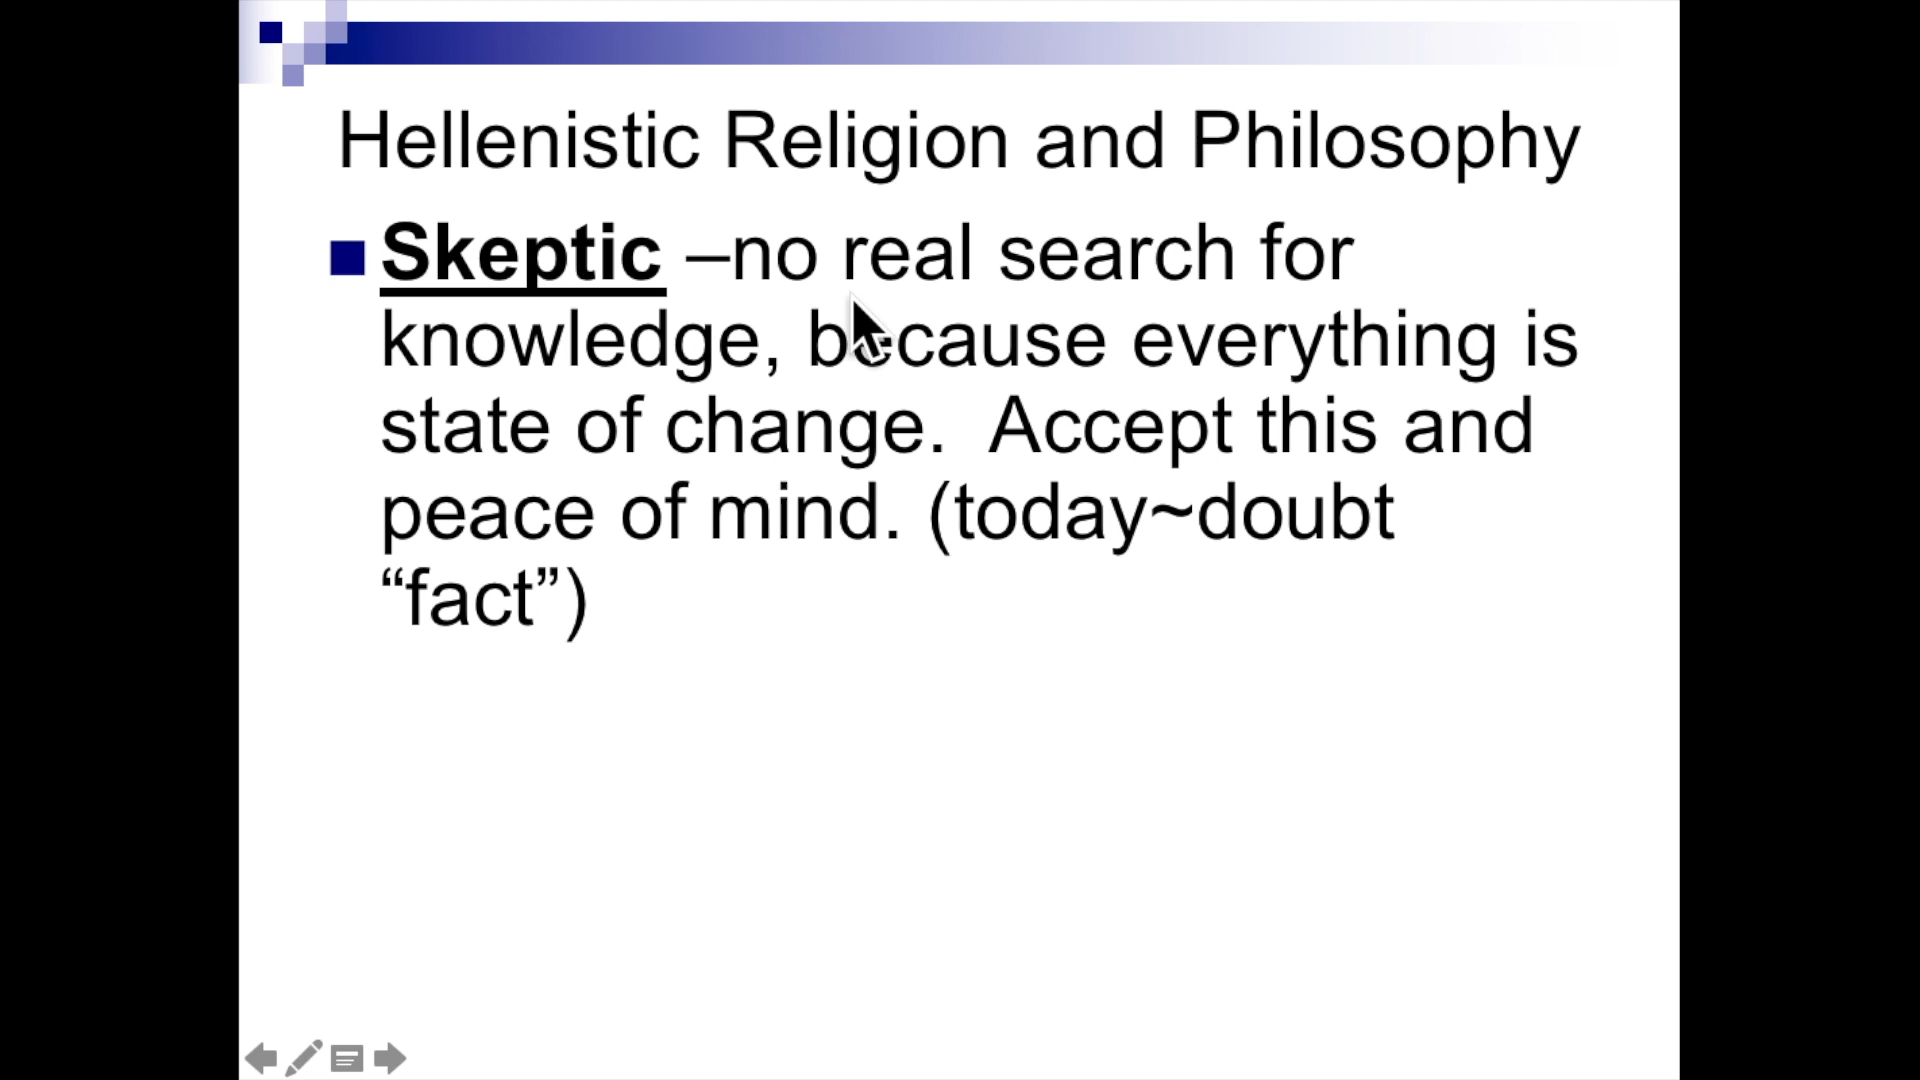 Hellenistic Religion and Philosophy
Skeptic –no real search for
knowledge, because everything is
state of change.  Accept this and
peace of mind. (today~doubt
“fact”)